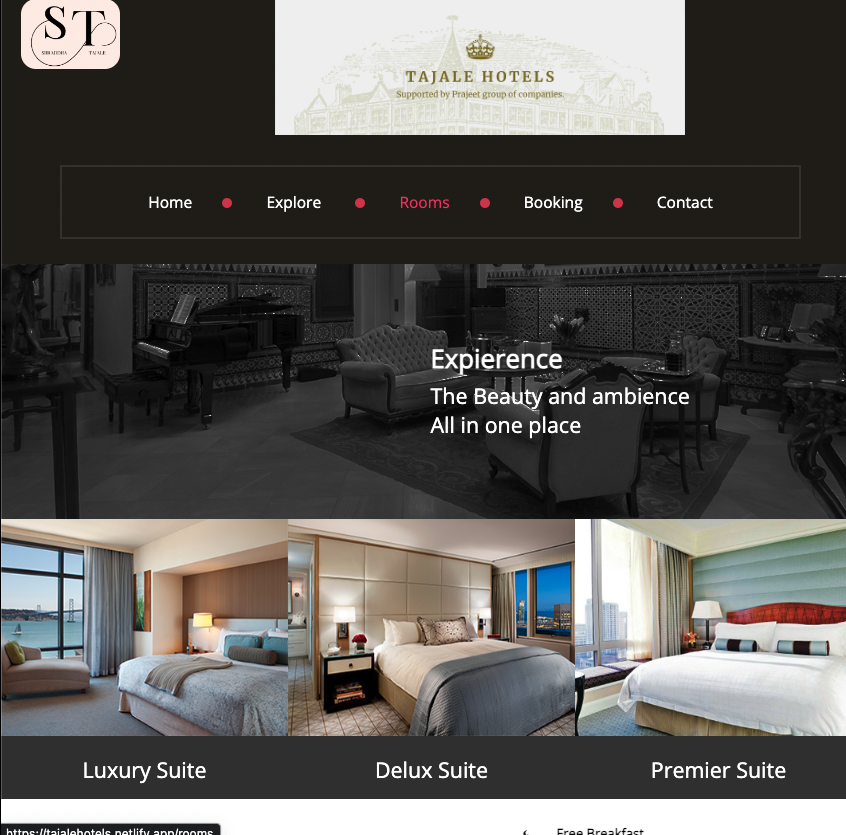 ST
SHRADDHA TAJALE
TAJALE HOTELS
Supported by Prajeet group of companies.
Home Explore Rooms Booking Contact
Expierence
The Beauty and ambience
All in one place
Luxury Suite Delux Suite Premier Suite
Free Breakfast
https://tajalehotels.netlify.app/rooms